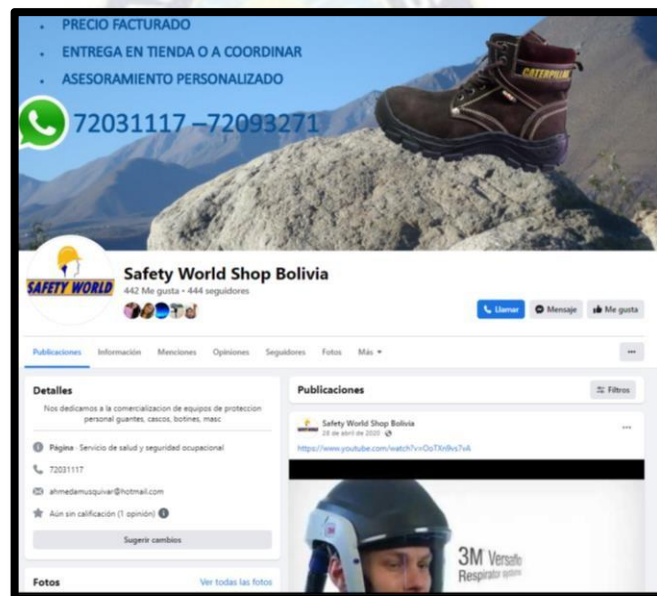 • PRECIO FACTURADO
• ENTREGA EN TIENDA O A COORDINAR
• ASESORAMIENTO PERSONALIZADO
72031117 –72093271
CATERPILLAR
SAFETY WORLD
Safety World Shop Bolivia
442 Me gusta • 444 seguidores
Llamar
Mensaje
Me gusta
Publicaciones Información Menciones Opiniones Seguidores Fotos Más
Detalles
Nos dedicamos a la comercializacion de equipos de proteccion
personal guantes, cascos, botines, masc
Página · Servicio de salud y seguridad ocupacional
72031117
ahmedamusquivar@hotmail.com
Aún sin calificación (1 opinión)
Sugerir cambios
Fotos Ver todas las fotos
Publicaciones Filtros
Safety World Shop Bolivia
28 de abril de 2020
https://www.youtube.com/watch?v=OoTXn9vs7vA
3M Versaflo
Respirator systems